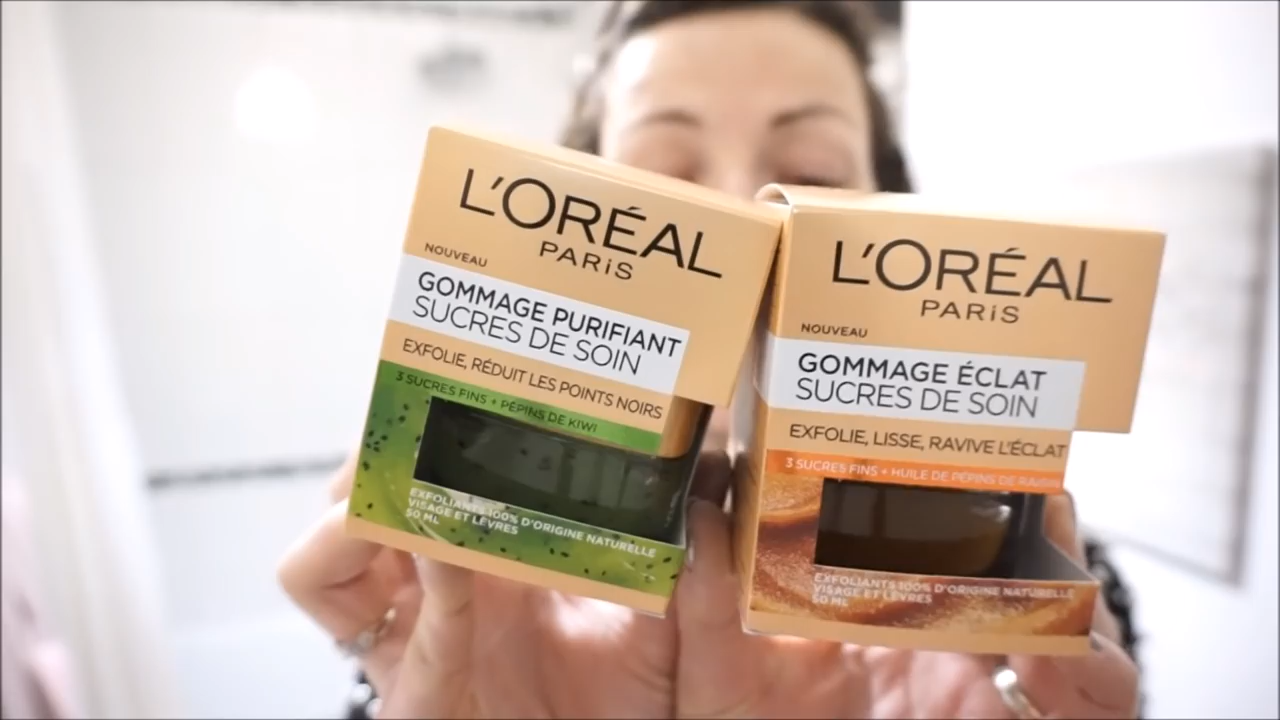 L'ORÉAL
PARiS
NOUVEAU
GOMMAGE PURIFIANT
SUCRES DE SOIN
EXFOLIE, RÉDUIT LES POINTS NOIRS
3 SUCRES FINS + PÉPINS DE KIWI
EXFOLIANTS 100% D'ORIGINE NATURELLE
VISAGE ET LÈVRES
50 ML
L'ORÉAL
PARiS
NOUVEAU
GOMMAGE ÉCLAT
SUCRES DE SOIN
EXFOLIE, LISSE, RAVIVE L'ÉCLAT
3 SUCRES FINS + HUILE DE PÉPINS DE RAISIN
EXFOLIANTS 100% D'ORIGINE NATURELLE
VISAGE ET LÈVRES
50 ML